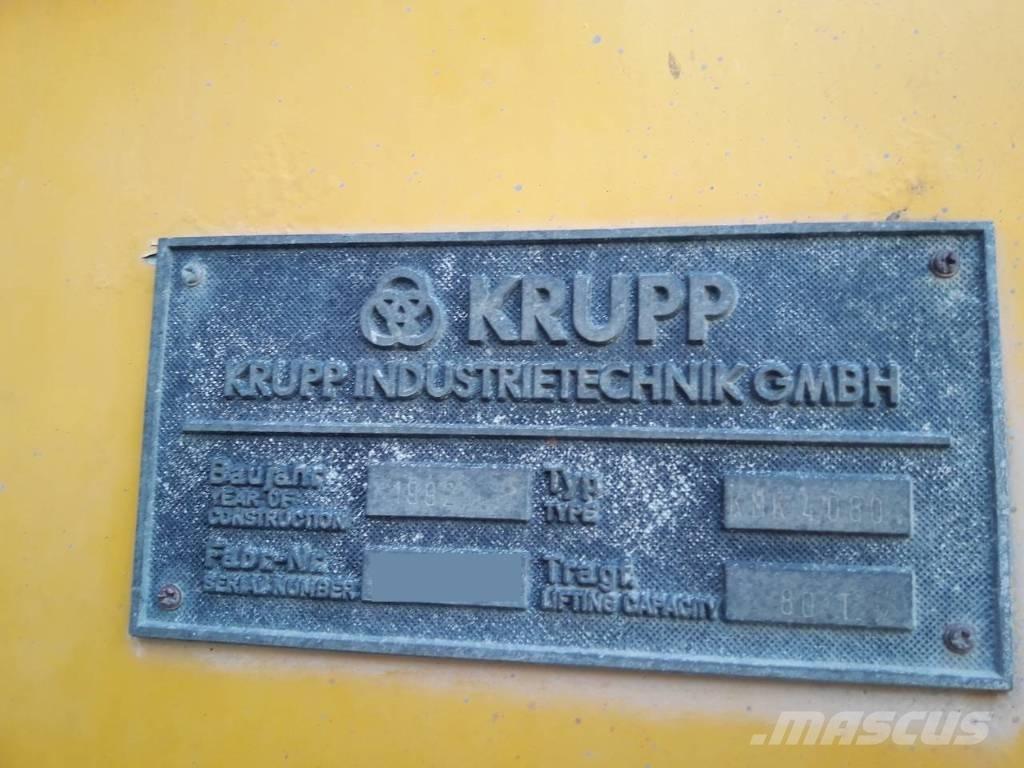 KRUPP
KRUPP INDUSTRIETECHNIK GMBH
Baujahr 1992 Typ KMK 4080
YEAR OF CONSTRUCTION TYPE
Fabr.-Nr. Tragf. 80 T
SERIAL NUMBER LIFTING CAPACITY
.MASCUS